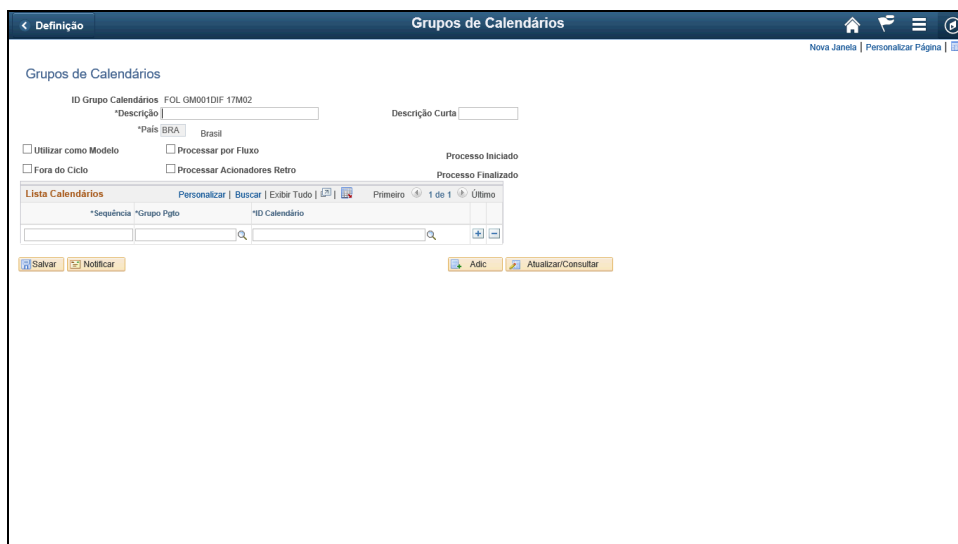 Definição
Grupos de Calendários
Nova Janela | Personalizar Página |
Grupos de Calendários
ID Grupo Calendários FOL GM001DIF 17M02
*Descrição
Descrição Curta
*País BRA Brasil
Utilizar como Modelo
Processar por Fluxo
Processo Iniciado
Fora do Ciclo
Processar Acionadores Retro
Processo Finalizado
Lista Calendários Personalizar | Buscar | Exibir Tudo | | Primeiro 1 de 1 Último
*Sequência *Grupo Pgto *ID Calendário
Salvar Notificar Adic Atualizar/Consultar